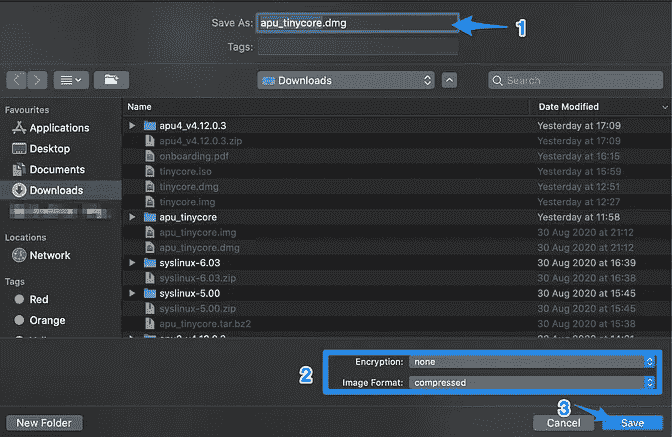 Save As: apu_tinycore.dmg
1
Tags:
Downloads
Search
Favourites
Name
Date Modified
Applications
apu4_v4.12.0.3
Yesterday at 17:09
apu4_v4.12.0.3.zip
Yesterday at 17:09
Desktop
onboarding.pdf
Yesterday at 16:15
Documents
tinycore.iso
Yesterday at 15:59
Downloads
tinycore.dmg
Yesterday at 12:51
tinycore.img
Yesterday at 12:27
apu_tinycore
Yesterday at 11:58
Locations
apu_tinycore.img
30 Aug 2020 at 21:12
Network
apu_tinycore.dmg
30 Aug 2020 at 21:12
syslinux-6.03
30 Aug 2020 at 16:39
Tags
syslinux-6.03.zip
30 Aug 2020 at 16:38
Red
syslinux-5.00
30 Aug 2020 at 15:45
syslinux-5.00.zip
30 Aug 2020 at 15:45
Orange
apu_tinycore.tar.bz2
30 Aug 2020 at 15:38
2
Encryption: none
Image Format: compressed
3
New Folder
Cancel
Save